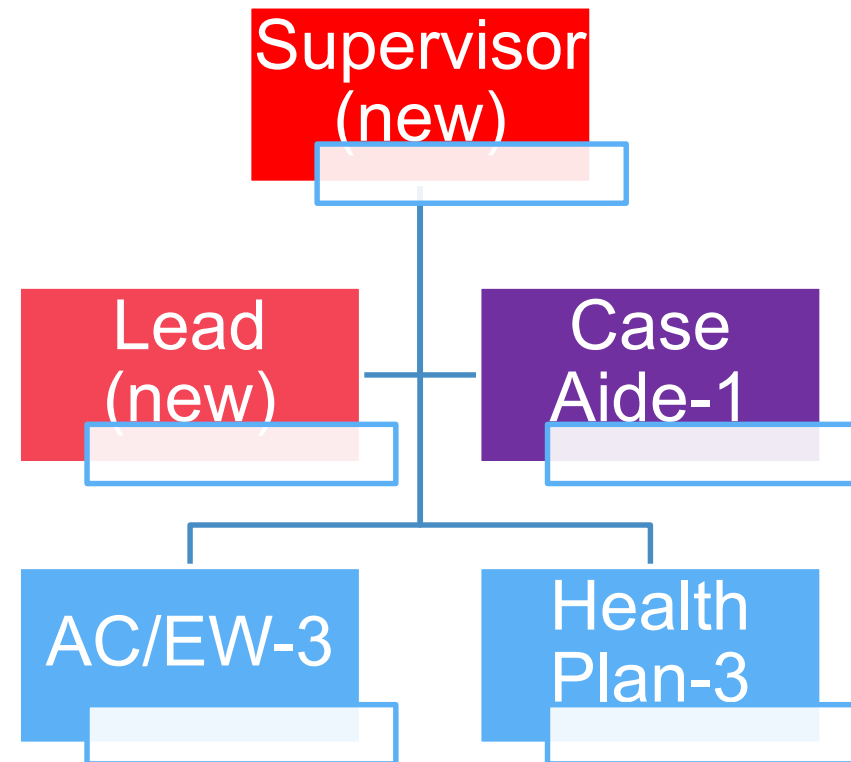 Supervisor
(new)
Lead
(new)
Case
Aide-1
AC/EW-3
Health
Plan-3